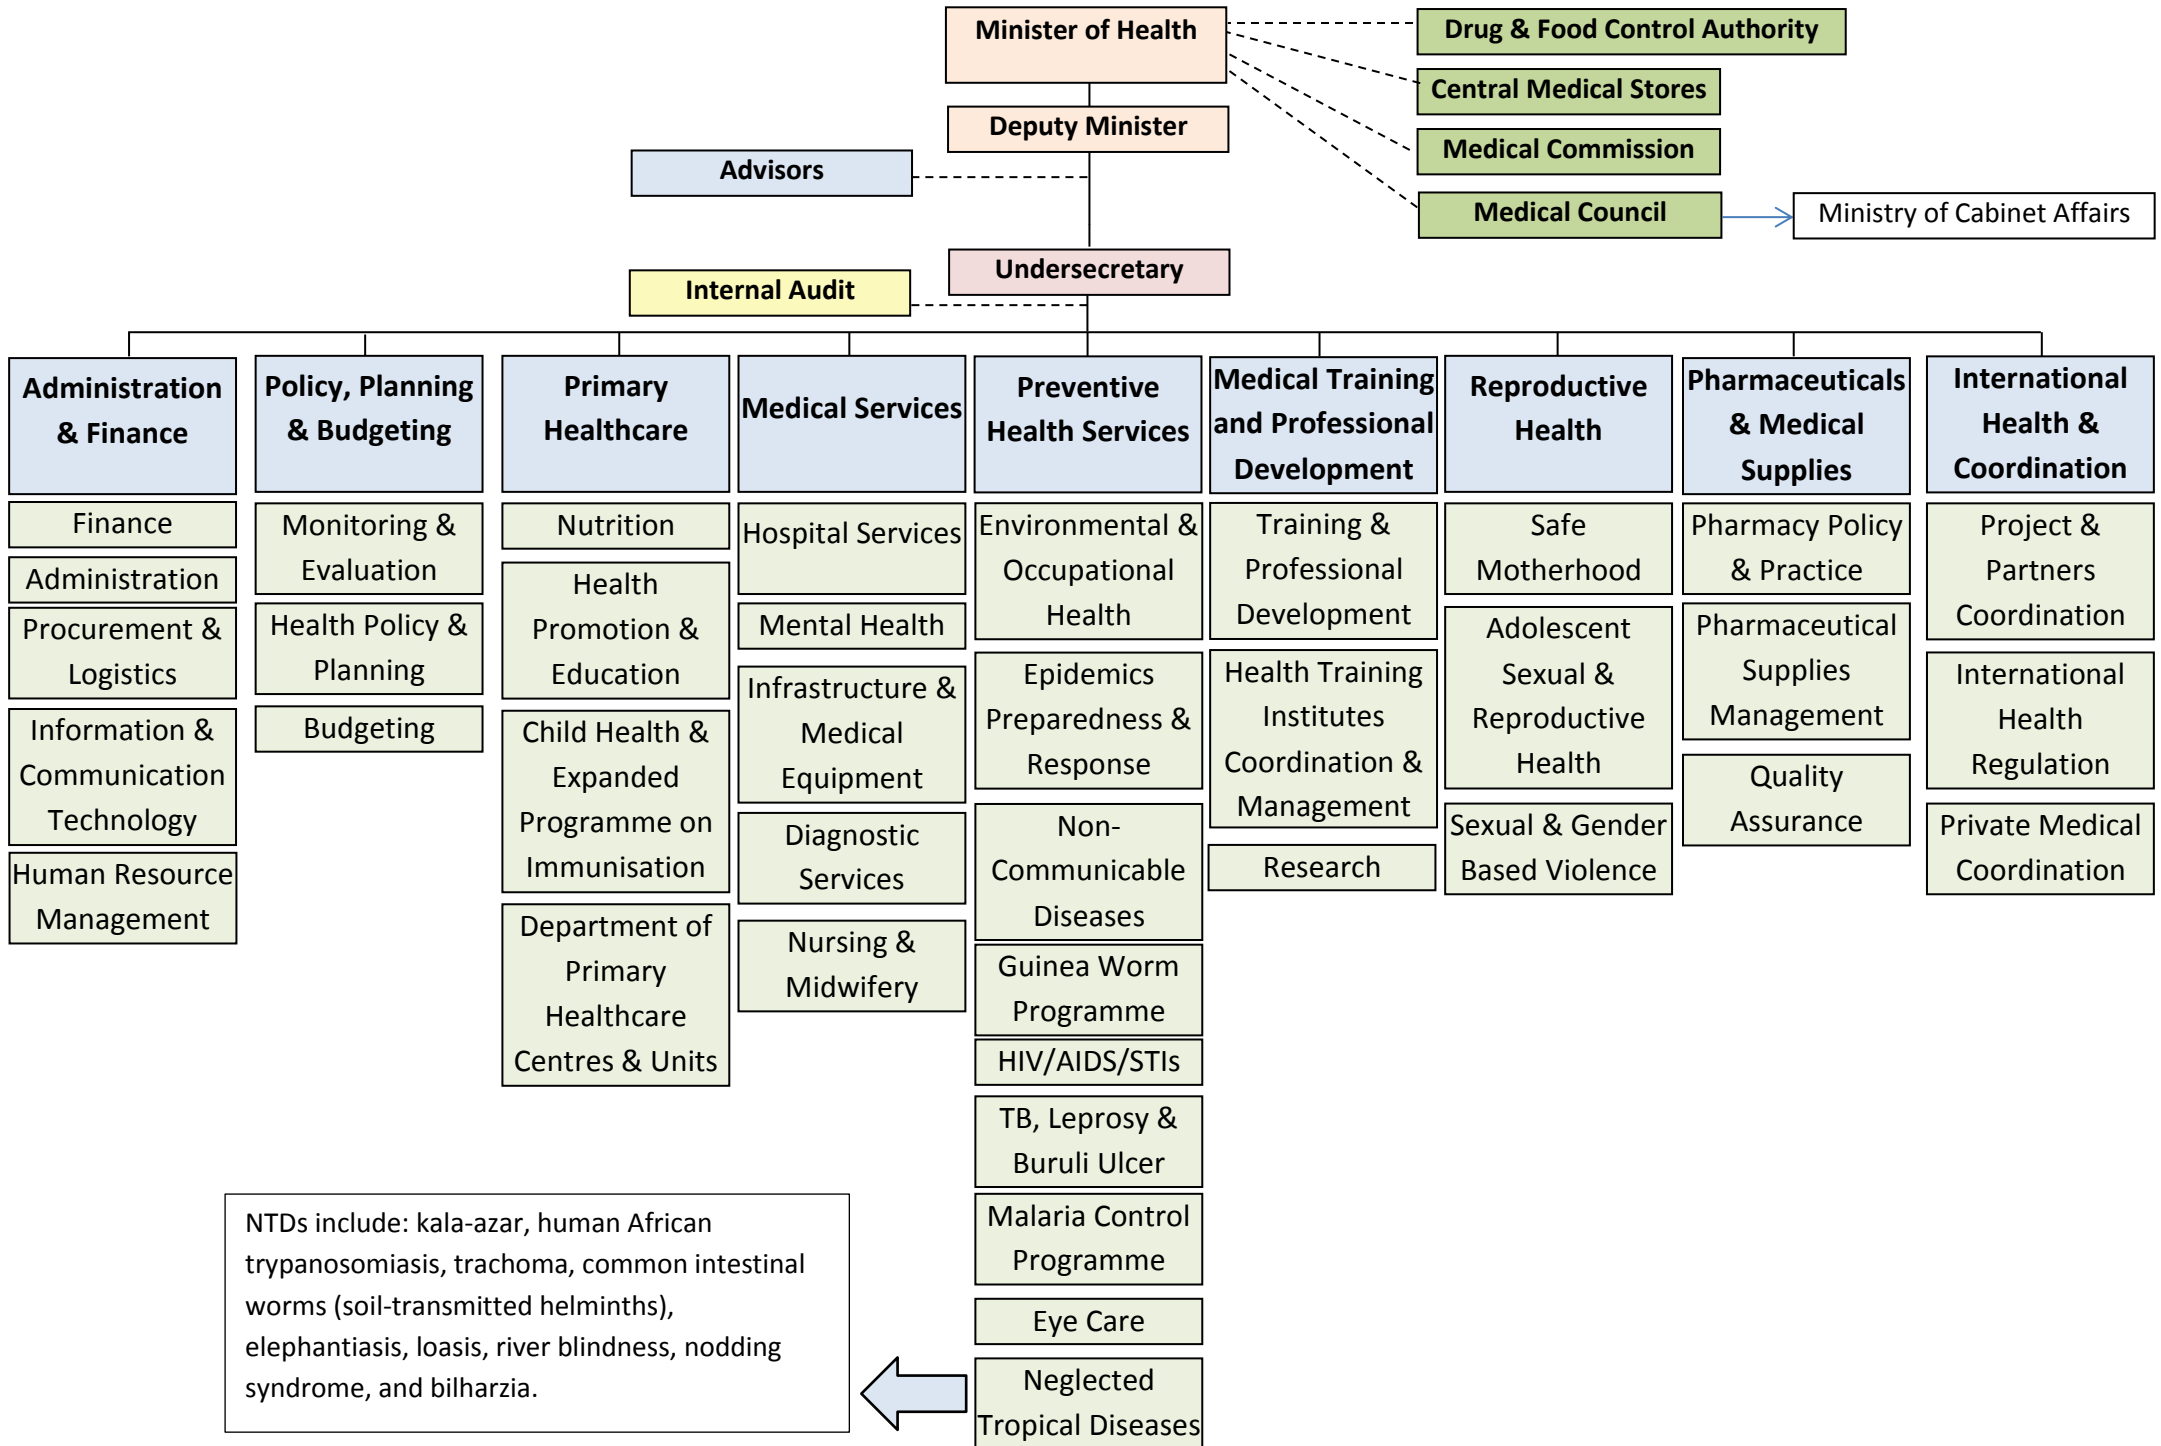 Minister of Health
Drug & Food Control Authority
Central Medical Stores
Deputy Minister
Medical Commission
Advisors
Medical Council
Ministry of Cabinet Affairs
Undersecretary
Internal Audit
Administration
& Finance
Finance
Administration
Procurement &
Logistics
Information &
Communication
Technology
Human Resource
Management
Policy, Planning
& Budgeting
Monitoring &
Evaluation
Health Policy &
Planning
Budgeting
Primary
Healthcare
Nutrition
Health
Promotion &
Education
Child Health &
Expanded
Programme on
Immunisation
Department of
Primary
Healthcare
Centres & Units
Medical Services
Hospital Services
Mental Health
Infrastructure &
Medical
Equipment
Diagnostic
Services
Nursing &
Midwifery
Preventive
Health Services
Environmental &
Occupational
Health
Epidemics
Preparedness &
Response
Non-
Communicable
Diseases
Guinea Worm
Programme
HIV/AIDS/STIs
TB, Leprosy &
Buruli Ulcer
Malaria Control
Programme
Eye Care
Neglected
Tropical Diseases
Medical Training
and Professional
Development
Training &
Professional
Development
Health Training
Institutes
Coordination &
Management
Research
Reproductive
Health
Safe
Motherhood
Adolescent
Sexual &
Reproductive
Health
Sexual & Gender
Based Violence
Pharmaceuticals
& Medical
Supplies
Pharmacy Policy
& Practice
Pharmaceutical
Supplies
Management
Quality
Assurance
International
Health &
Coordination
Project &
Partners
Coordination
International
Health
Regulation
Private Medical
Coordination
NTDs include: kala-azar, human African
trypanosomiasis, trachoma, common intestinal
worms (soil-transmitted helminths),
elephantiasis, loasis, river blindness, nodding
syndrome, and bilharzia.